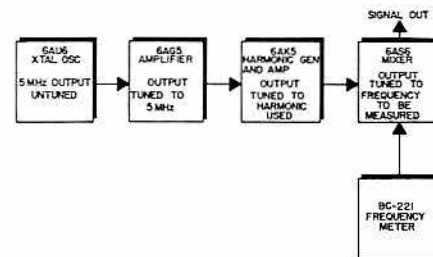 SIGNAL OUT
6AU6
XTAL OSC
5 MHz OUTPUT
UNTUNED
6AG5
AMPLIFIER
OUTPUT
TUNED TO
5 MHz
6AK5
HARMONIC GEN
AND AMP
OUTPUT
TUNED TO
HARMONIC
USED
6AS6
MIXER
OUTPUT
TUNED TO
FREQUENCY
TO BE
MEASURED
BC-221
FREQUENCY
METER